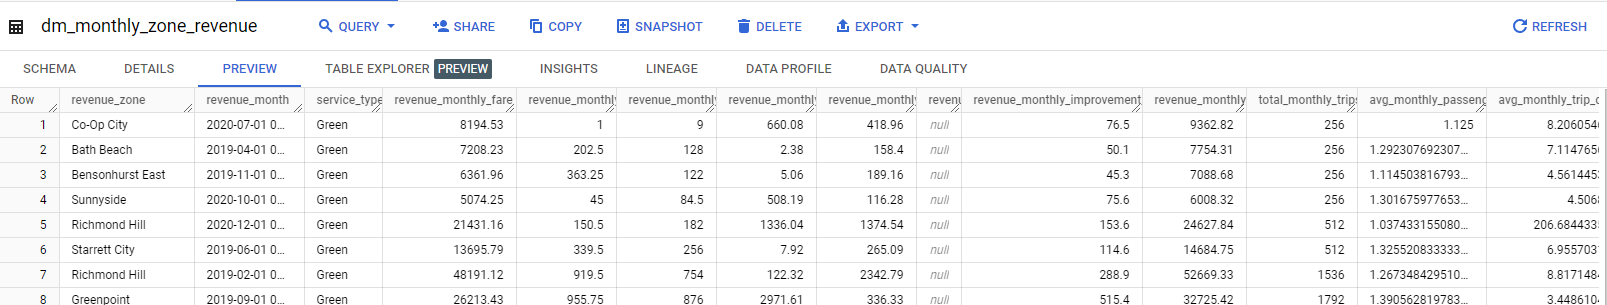 dm_monthly_zone_revenue QUERY SHARE COPY SNAPSHOT DELETE EXPORT REFRESH
SCHEMA DETAILS PREVIEW TABLE EXPLORER PREVIEW INSIGHTS LINEAGE DATA PROFILE DATA QUALITY
Row revenue_zone revenue_month service_type revenue_monthly_fare revenue_monthly revenue_monthly revenue_monthly revenue_monthly revenu revenue_monthly_improvement revenue_monthly total_monthly_trips avg_monthly_passeng avg_monthly_trip_d
1 Co-Op City 2020-07-01 0... Green 8194.53 1 9 660.08 418.96 null 76.5 9362.82 256 1.125 8.2060546
2 Bath Beach 2019-04-01 0... Green 7208.23 202.5 128 2.38 158.4 null 50.1 7754.31 256 1.292307692307... 7.1147656
3 Bensonhurst East 2019-11-01 0... Green 6361.96 363.25 122 5.06 189.16 null 45.3 7088.68 256 1.114503816793... 4.5614453
4 Sunnyside 2020-10-01 0... Green 5074.25 45 84.5 508.19 116.28 null 75.6 6008.32 256 1.301675977653... 4.5068
5 Richmond Hill 2020-12-01 0... Green 21431.16 150.5 182 1336.04 1374.54 null 153.6 24627.84 512 1.037433155080... 206.684433
6 Starrett City 2019-06-01 0... Green 13695.79 339.5 256 7.92 265.09 null 114.6 14684.75 512 1.325520833333... 6.955703
7 Richmond Hill 2019-02-01 0... Green 48191.12 919.5 754 122.32 2342.79 null 288.9 52669.33 1536 1.267348429510... 8.817148
8 Greenpoint 2019-09-01 0... Green 26213.43 955.75 876 2971.61 336.33 null 515.4 32725.42 1792 1.390562819783... 3.448610